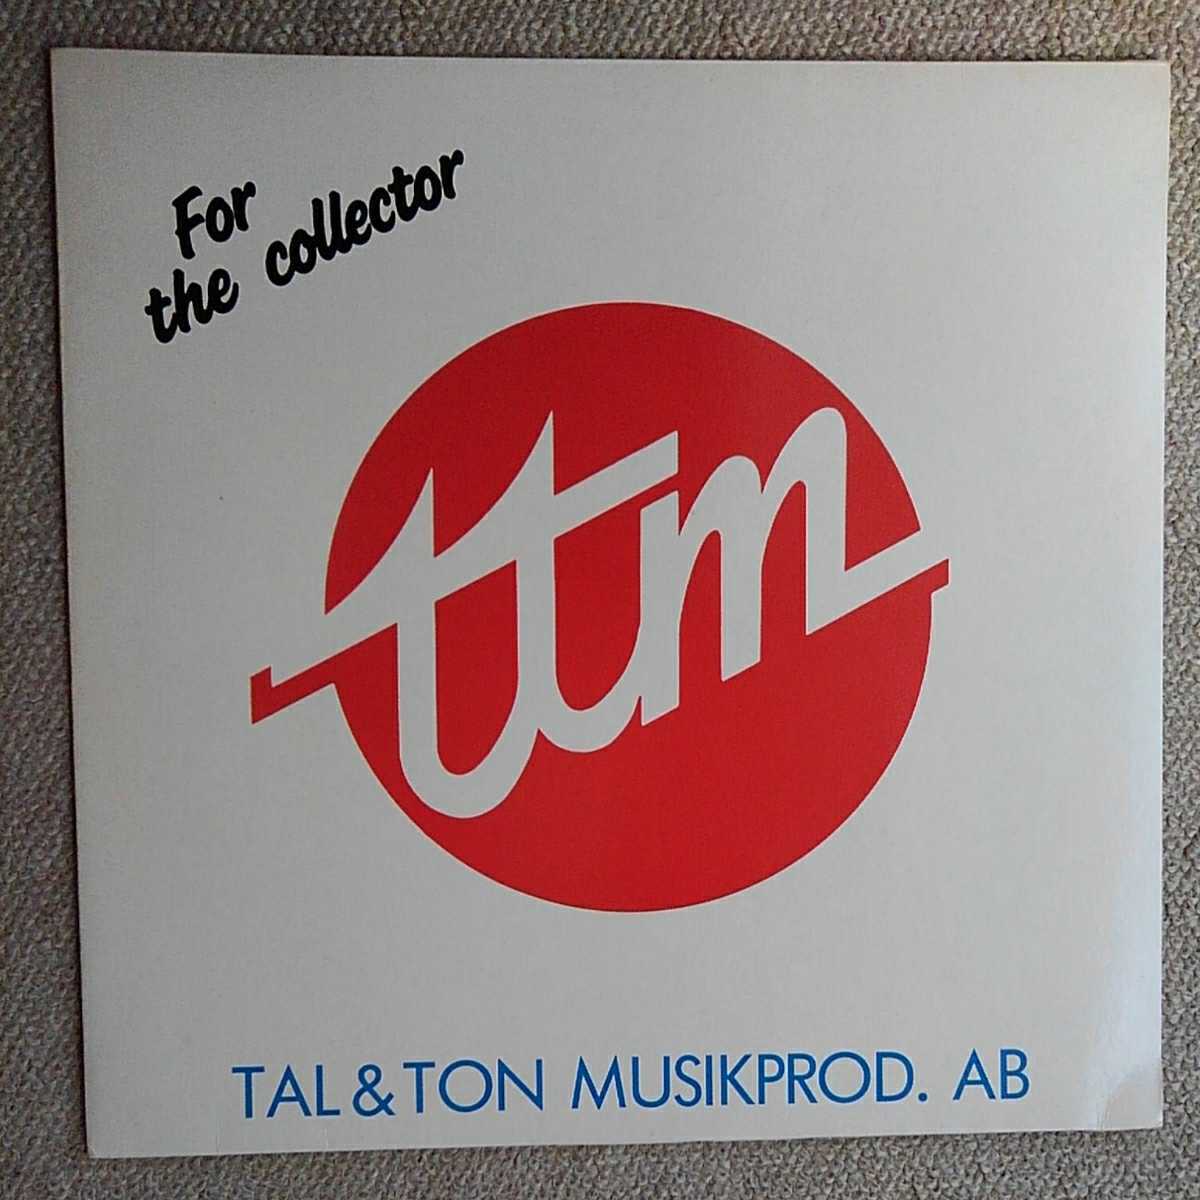 For
the collector
ttm
TAL & TON MUSIKPROD. AB